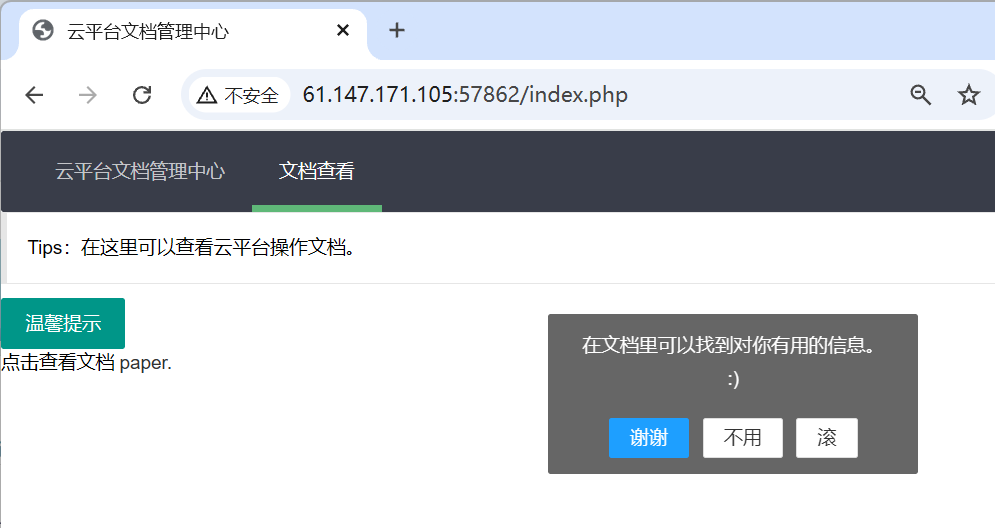 云平台文档管理中心
不安全 61.147.171.105:57862/index.php
云平台文档管理中心 文档查看
Tips：在这里可以查看云平台操作文档。
温馨提示
点击查看文档 paper.
在文档里可以找到对你有用的信息。
:)
谢谢 不用 滚